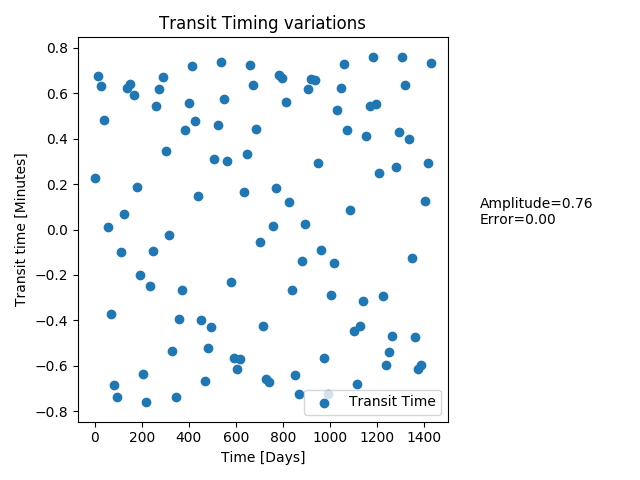 Transit Timing variations
Transit time [Minutes]
0.8
0.6
0.4
0.2
0.0
−0.2
−0.4
−0.6
−0.8
0 200 400 600 800 1000 1200 1400
Time [Days]
Transit Time
Amplitude=0.76
Error=0.00